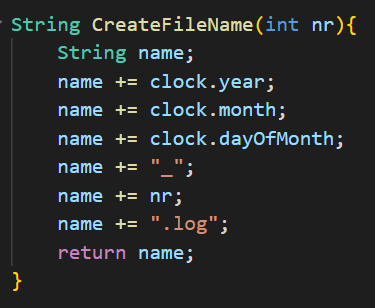 String CreateFileName(int nr){
    String name;
    name += clock.year;
    name += clock.month;
    name += clock.dayOfMonth;
    name += "_";
    name += nr;
    name += ".log";
    return name;
}